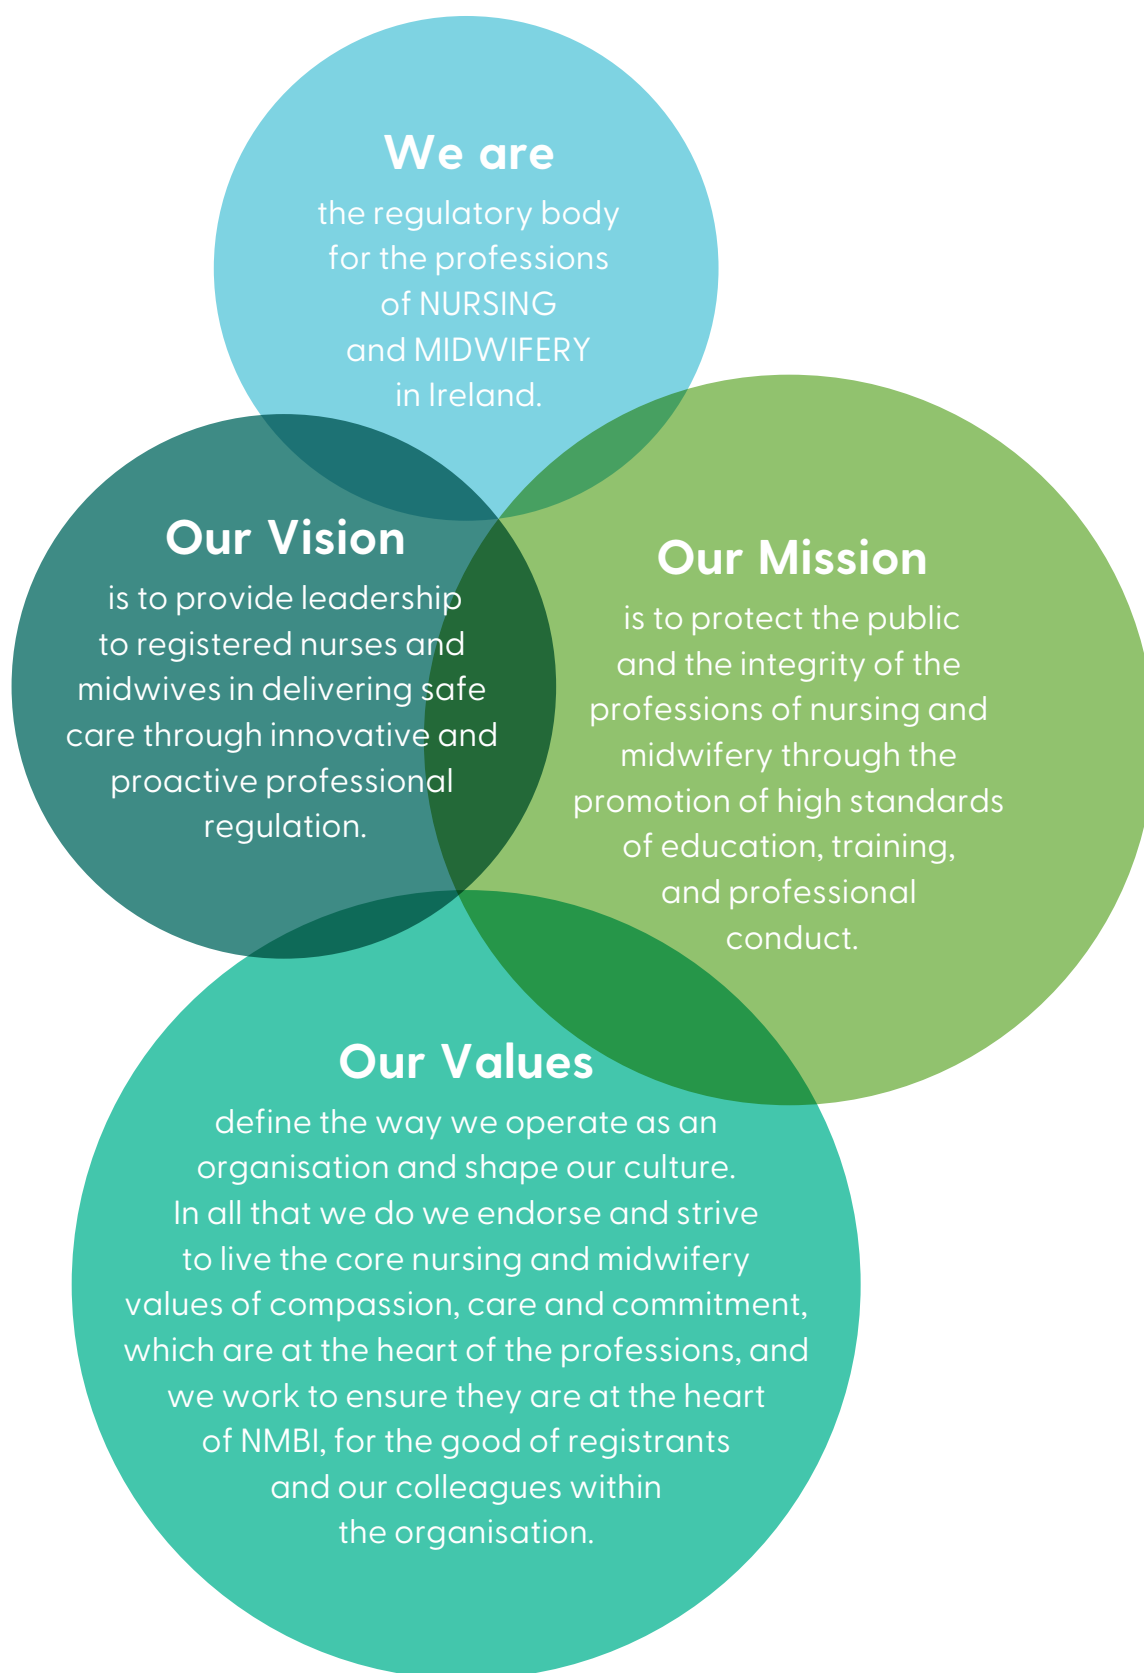 We are
the regulatory body
for the professions
of NURSING
and MIDWIFERY
in Ireland.
Our Vision
is to provide leadership
to registered nurses and
midwives in delivering safe
care through innovative and
proactive professional
regulation.
Our Mission
is to protect the public
and the integrity of the
professions of nursing and
midwifery through the
promotion of high standards
of education, training,
and professional
conduct.
Our Values
define the way we operate as an
organisation and shape our culture.
In all that we do we endorse and strive
to live the core nursing and midwifery
values of compassion, care and commitment,
which are at the heart of the professions, and
we work to ensure they are at the heart
of NMBI, for the good of registrants
and our colleagues within
the organisation.